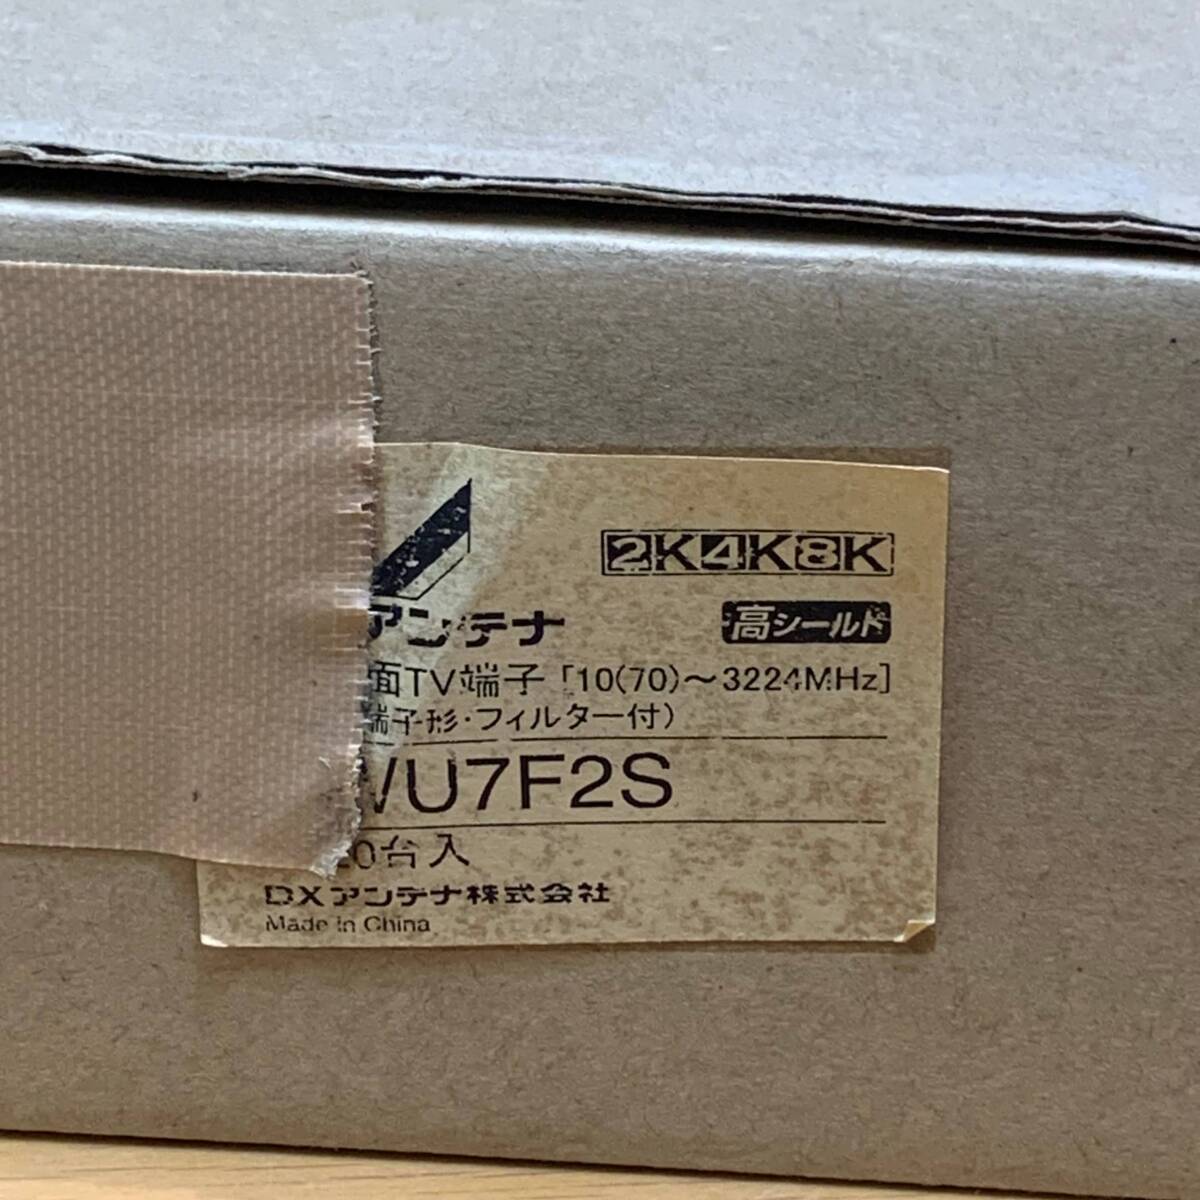 2K4K8K
アンテナ
高シールド
面TV端子 [10(70)～3224MHz]
端子形・フィルター付)
U7F2S
0台入
DXアンテナ株式会社
Made in China